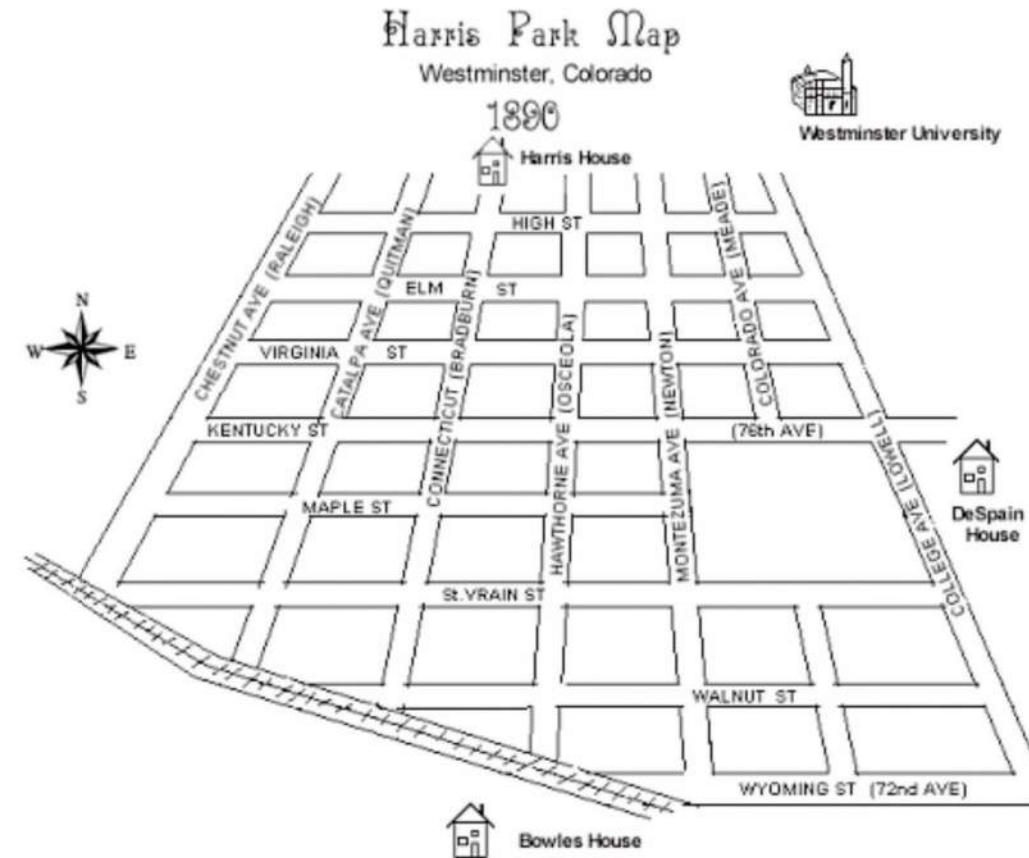 Harris Park Map
Westminster, Colorado
1890
Westminster University
Harris House
HIGH ST
ELM ST
VIRGINIA ST
KENTUCKY ST
(76th AVE)
MAPLE ST
St.VRAIN ST
WALNUT ST
WYOMING ST (72nd AVE)
CHESTNUT AVE (RALEIGH)
CATALPA AVE (QUITMAN)
CONNECTICUT (BRADBURN)
HAWTHORNE AVE (OSCEOLA)
MONTEZUMA AVE (NEWTON)
COLORADO AVE (MEADE)
COLLEGE AVE (LOWELL)
N
W
E
S
DeSpain
House
Bowles House